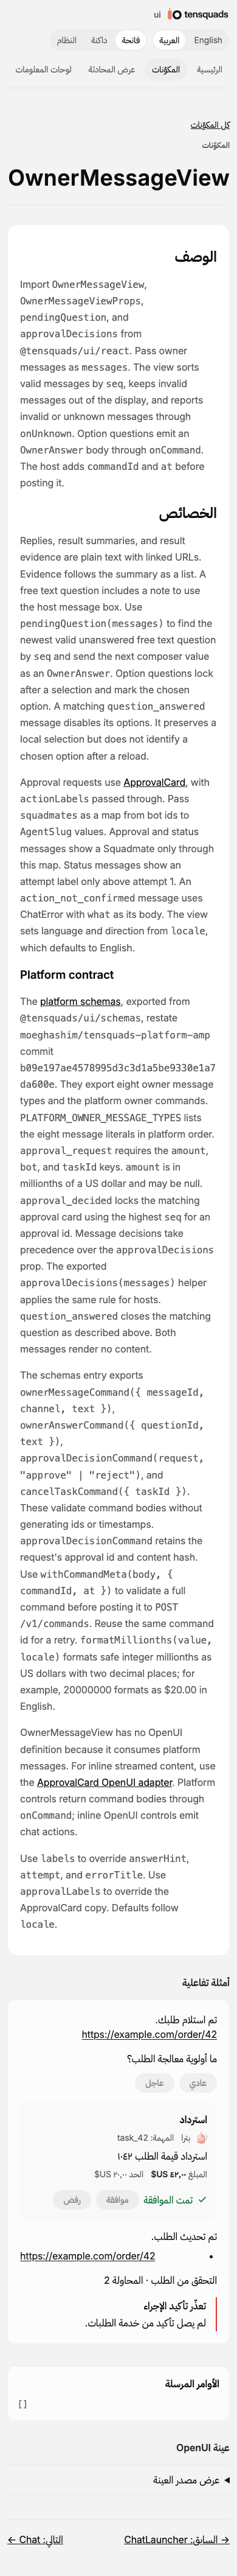 tensquads ui
English العربية فاتحة داكنة النظام
الرئيسية المكوّنات عرض المحادثة لوحات المعلومات
كل المكوّنات
المكوّنات
OwnerMessageView
الوصف
Import OwnerMessageView,
OwnerMessageViewProps,
pendingQuestion, and
approvalDecisions from
@tensquads/ui/react. Pass owner
messages as messages. The view sorts
valid messages by seq, keeps invalid
messages out of the display, and reports
invalid or unknown messages through
onUnknown. Option questions emit an
OwnerAnswer body through onCommand.
The host adds commandId and at before
posting it.
الخصائص
Replies, result summaries, and result
evidence are plain text with linked URLs.
Evidence follows the summary as a list. A
free text question includes a note to use
the host message box. Use
pendingQuestion(messages) to find the
newest valid unanswered free text question
by seq and send the next composer value
as an OwnerAnswer. Option questions lock
after a selection and mark the chosen
option. A matching question_answered
message disables its options. It preserves a
local selection but does not identify a
chosen option after a reload.
Approval requests use ApprovalCard, with
actionLabels passed through. Pass
squadmates as a map from bot ids to
AgentSlug values. Approval and status
messages show a Squadmate only through
this map. Status messages show an
attempt label only above attempt 1. An
action_not_confirmed message uses
ChatError with what as its body. The view
sets language and direction from locale,
which defaults to English.
Platform contract
The platform schemas, exported from
@tensquads/ui/schemas, restate
moeghashim/tensquads-platform-amp
commit
b09e197ae4578995d3c3d1a5be9330e1a7
da600e. They export eight owner message
types and the platform owner commands.
PLATFORM_OWNER_MESSAGE_TYPES lists
the eight message literals in platform order.
approval_request requires the amount,
bot, and taskId keys. amount is in
millionths of a US dollar and may be null.
approval_decided locks the matching
approval card using the highest seq for an
approval id. Message decisions take
precedence over the approvalDecisions
prop. The exported
approvalDecisions(messages) helper
applies the same rule for hosts.
question_answered closes the matching
question as described above. Both
messages render no content.
The schemas entry exports
ownerMessageCommand({ messageId,
channel, text }),
ownerAnswerCommand({ questionId,
text }),
approvalDecisionCommand(request,
"approve" | "reject"), and
cancelTaskCommand({ taskId }).
These validate command bodies without
generating ids or timestamps.
approvalDecisionCommand retains the
request's approval id and content hash.
Use withCommandMeta(body, {
commandId, at }) to validate a full
command before posting it to POST
/v1/commands. Reuse the same command
id for a retry. formatMillionths(value,
locale) formats safe integer millionths as
US dollars with two decimal places; for
example, 20000000 formats as $20.00 in
English.
OwnerMessageView has no OpenUI
definition because it consumes platform
messages. For inline streamed content, use
the ApprovalCard OpenUI adapter. Platform
controls return command bodies through
onCommand; inline OpenUI controls emit
chat actions.
Use labels to override answerHint,
attempt, and errorTitle. Use
approvalLabels to override the
ApprovalCard copy. Defaults follow
locale.
أمثلة تفاعلية
تم استلام طلبك.
https://example.com/order/42
ما أولوية معالجة الطلب؟
عادي عاجل
استرداد
بترا المهمة: task_42
استرداد قيمة الطلب ١٠٤٢
المبلغ ٤٢٫٠٠ US$ الحد ٢٠٫٠٠ US$
تمت الموافقة موافقة رفض
تم تحديث الطلب.
• https://example.com/order/42
التحقق من الطلب · المحاولة 2
تعذّر تأكيد الإجراء
لم يصل تأكيد من خدمة الطلبات.
الأوامر المرسلة
[]
عينة OpenUI
عرض مصدر العينة
→ السابق: ChatLauncher التالي: Chat ←